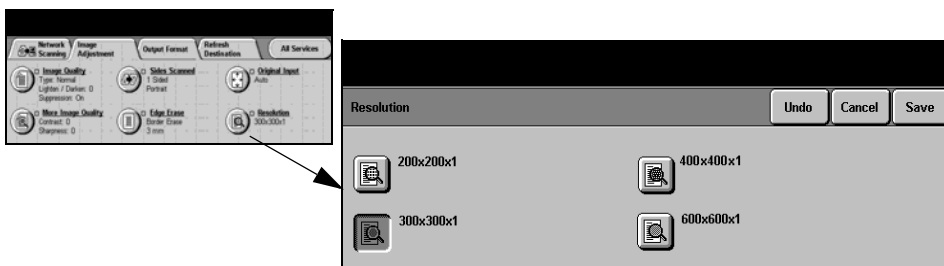 Network Scanning
Image Adjustment
Output Format
Refresh Destination
All Services
Image Quality
Type: Normal
Lighten / Darken: 0
Suppression: On
Sides Scanned
1 Sided
Portrait
Original Input
Auto
More Image Quality
Contrast: 0
Sharpness: 0
Edge Erase
Border Erase
3 mm
Resolution
300x300x1
Resolution
Undo
Cancel
Save
200x200x1
400x400x1
300x300x1
600x600x1